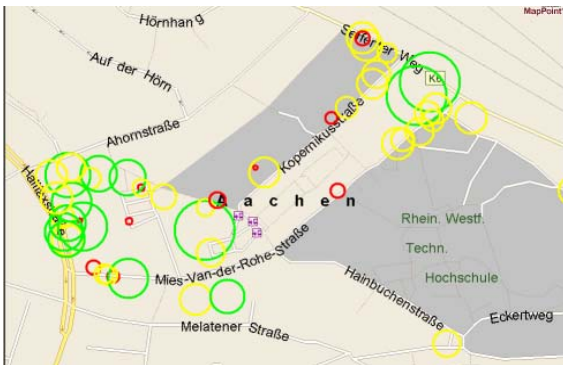 MapPoint
Hörnhang
Seffenter Weg
K6
Auf der Hörn
Ahornstraße
Kopernikusstraße
Aachen
Rhein. Westf.
Techn.
Hochschule
Mies-Van-der-Rohe-Straße
Hainbuchenstraße
Eckertweg
Melatener Straße